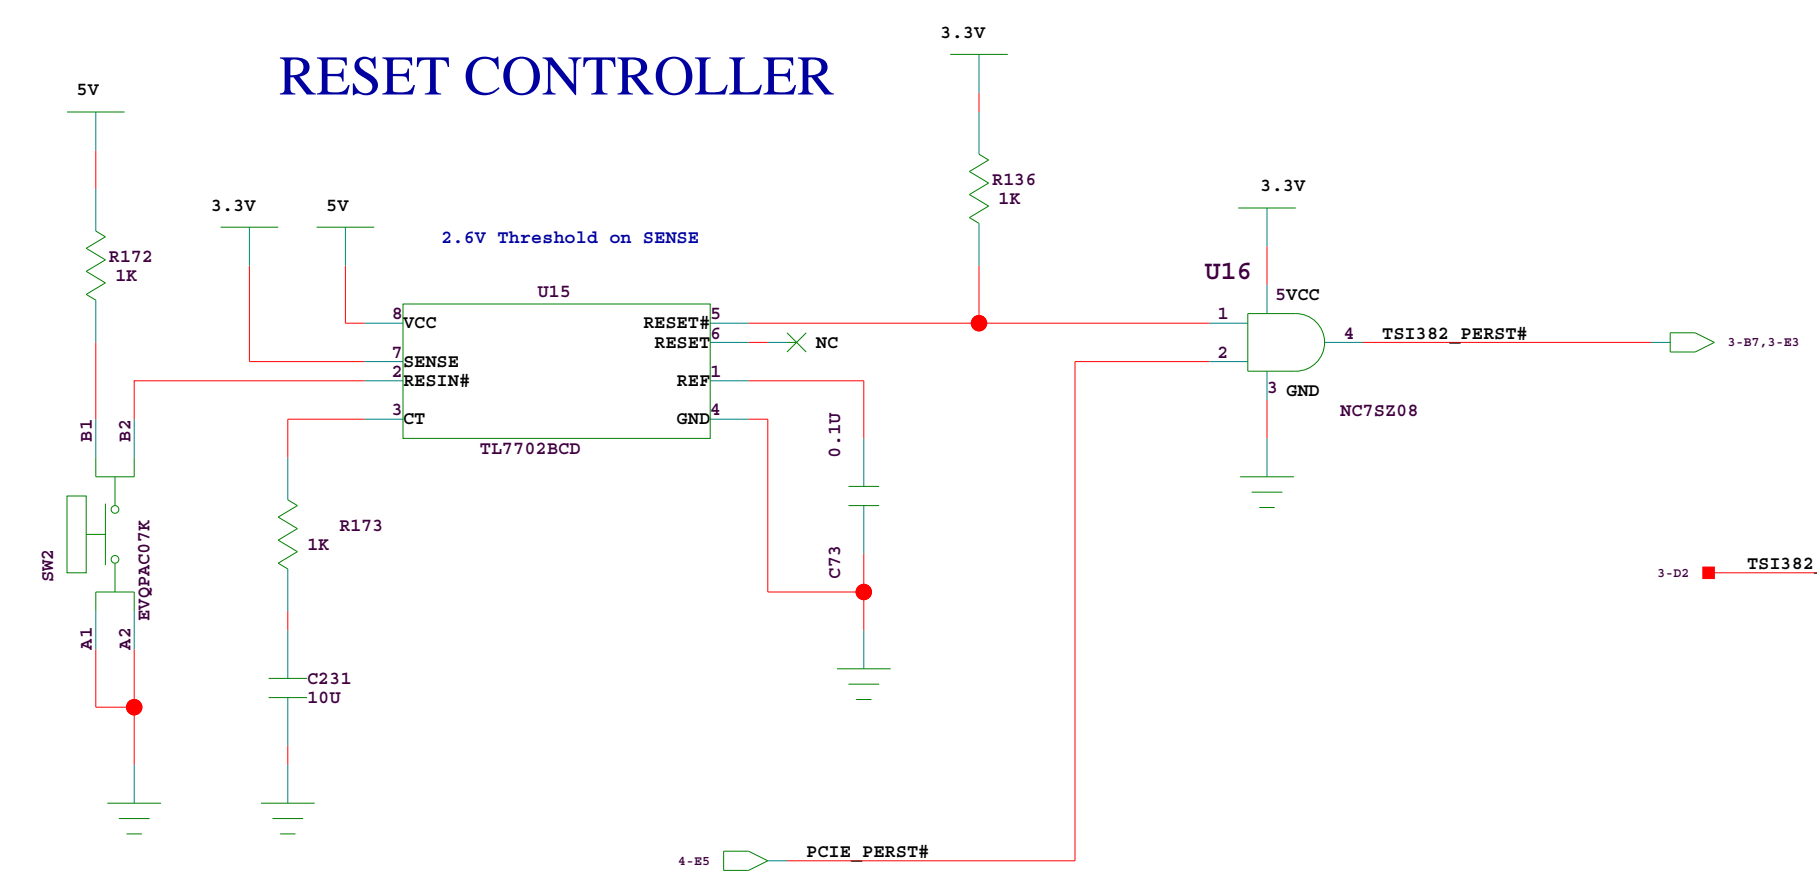 RESET CONTROLLER
3.3V
5V
R136
1K
3.3V
3.3V
5V
2.6V Threshold on SENSE
R172
1K
U16
U15
5 VCC
8 VCC
RESET# 5
1
RESET 6
NC
4 TSI382_PERST#
3-B7,3-E3
7 SENSE
2
2 RESIN#
REF 1
3 GND
NC7SZ08
3 CT
GND 4
B1
B2
0.1U
TL7702BCD
R173
1K
SW2
EVQPAC07K
C73
3-D2
TSI382_
A1
A2
C231
10U
4-E5
PCIE_PERST#